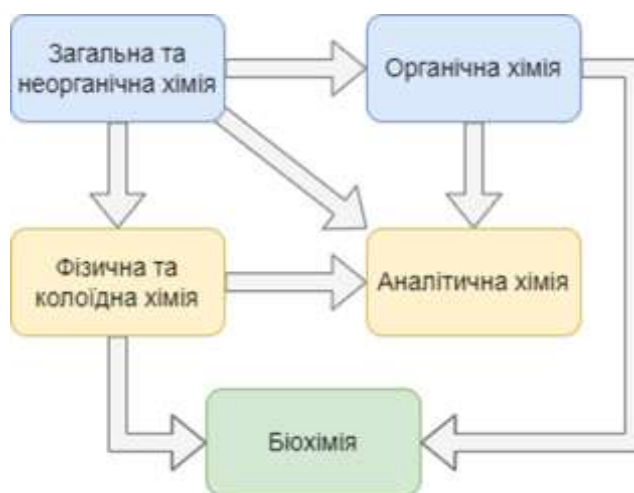 Загальна та
неорганічна хімія
Органічна хімія
Фізична та
колоїдна хімія
Аналітична хімія
Біохімія